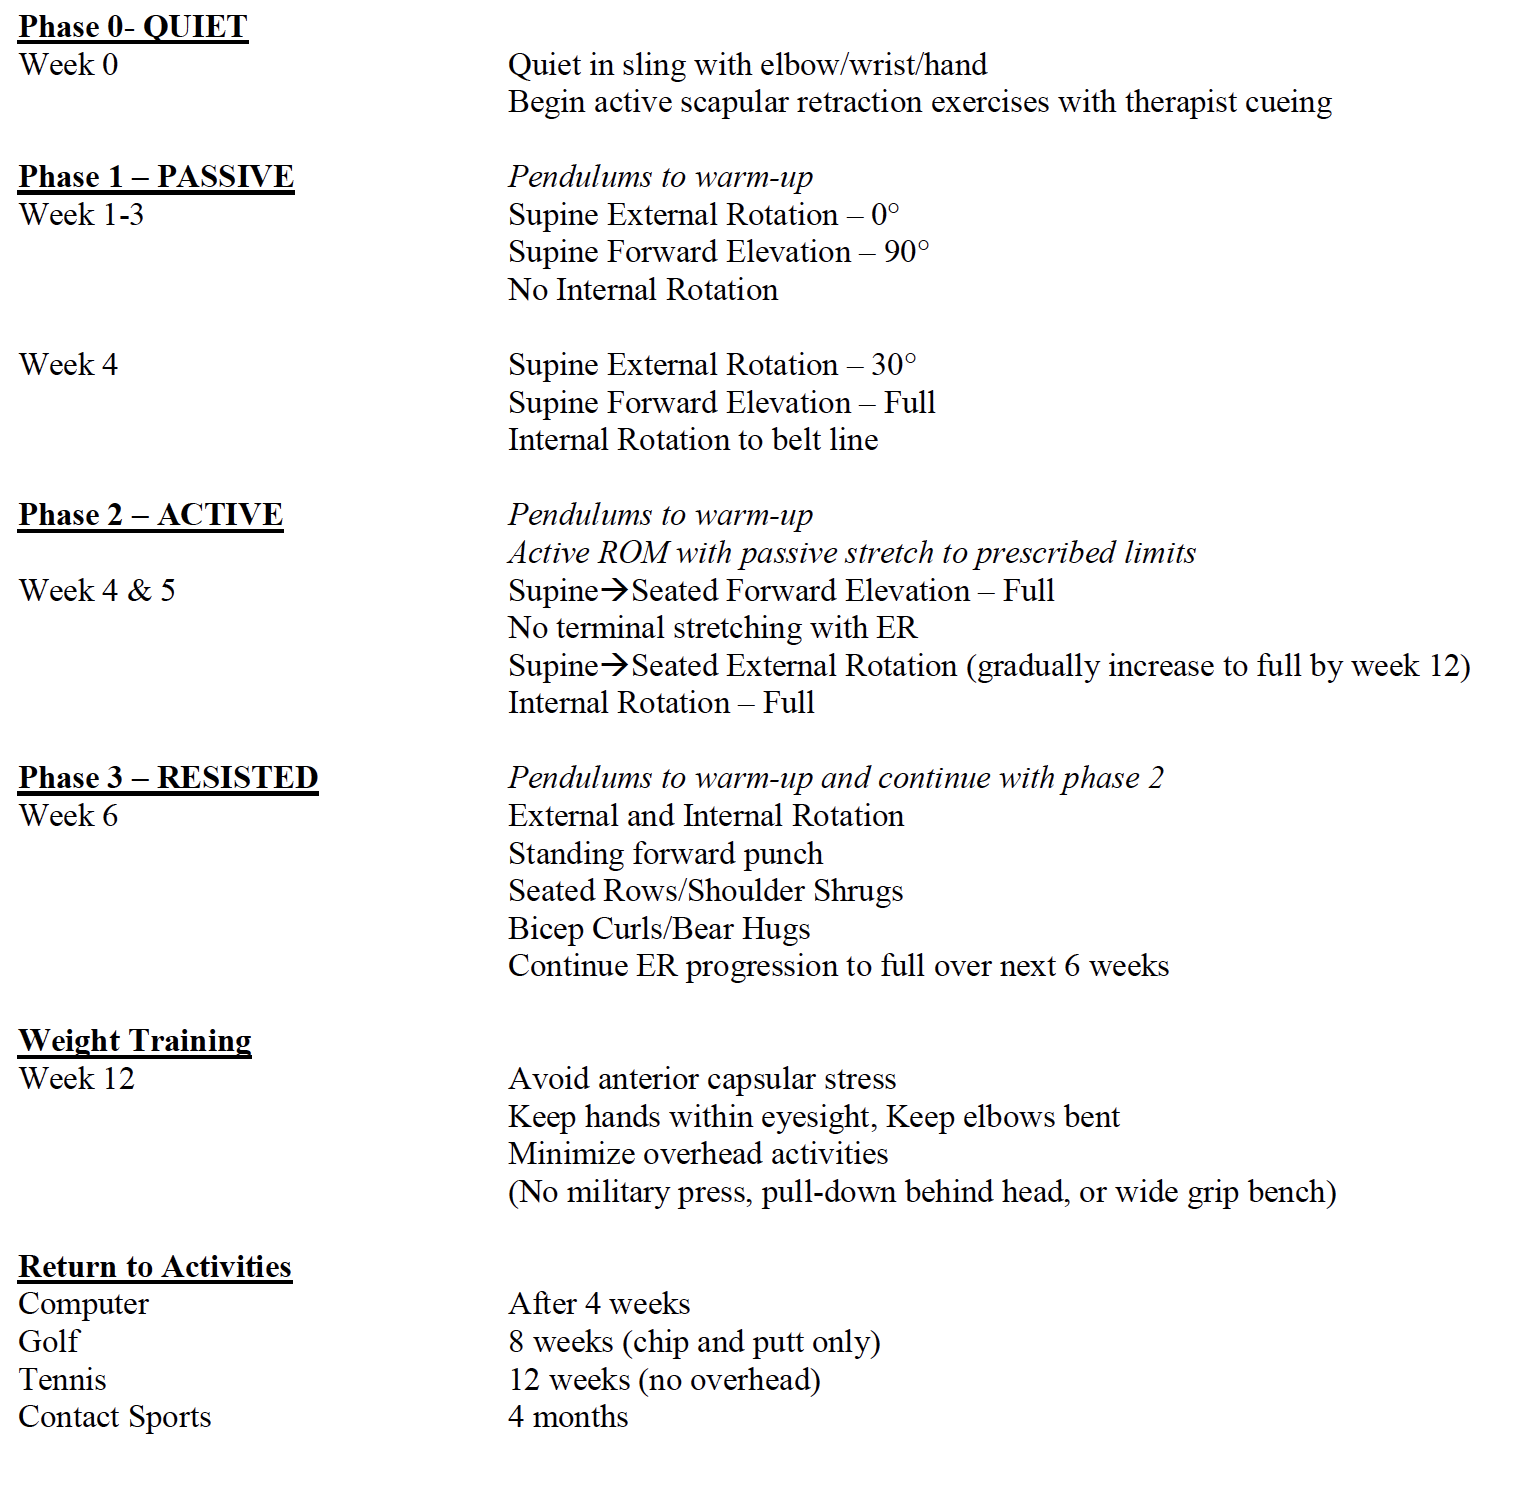 Phase 0- QUIET
Week 0 Quiet in sling with elbow/wrist/hand
Begin active scapular retraction exercises with therapist cueing
Phase 1 – PASSIVE Pendulums to warm-up
Week 1-3 Supine External Rotation – 0°
Supine Forward Elevation – 90°
No Internal Rotation
Week 4 Supine External Rotation – 30°
Supine Forward Elevation – Full
Internal Rotation to belt line
Phase 2 – ACTIVE Pendulums to warm-up
Active ROM with passive stretch to prescribed limits
Week 4 & 5 Supine→Seated Forward Elevation – Full
No terminal stretching with ER
Supine→Seated External Rotation (gradually increase to full by week 12)
Internal Rotation – Full
Phase 3 – RESISTED Pendulums to warm-up and continue with phase 2
Week 6 External and Internal Rotation
Standing forward punch
Seated Rows/Shoulder Shrugs
Bicep Curls/Bear Hugs
Continue ER progression to full over next 6 weeks
Weight Training
Week 12 Avoid anterior capsular stress
Keep hands within eyesight, Keep elbows bent
Minimize overhead activities
(No military press, pull-down behind head, or wide grip bench)
Return to Activities
Computer After 4 weeks
Golf 8 weeks (chip and putt only)
Tennis 12 weeks (no overhead)
Contact Sports 4 months